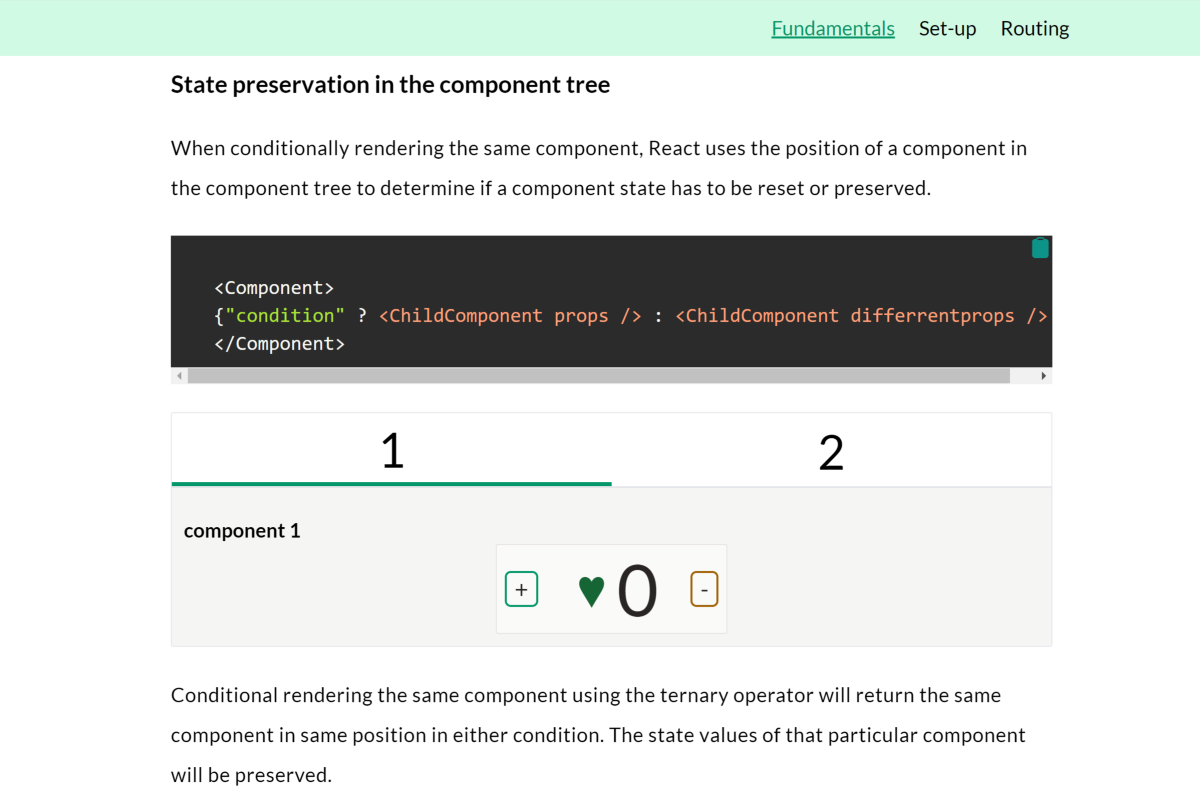 Fundamentals Set-up Routing
State preservation in the component tree
When conditionally rendering the same component, React uses the position of a component in
the component tree to determine if a component state has to be reset or preserved.
<Component>
{"condition" ? <ChildComponent props /> : <ChildComponent differrentprops />
</Component>
1 2
component 1
+ ♥ 0 -
Conditional rendering the same component using the ternary operator will return the same
component in same position in either condition. The state values of that particular component
will be preserved.